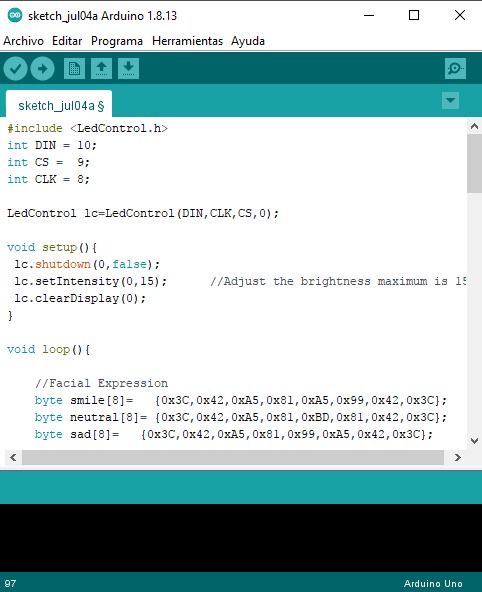 sketch_jul04a Arduino 1.8.13
Archivo Editar Programa Herramientas Ayuda
sketch_jul04a §
#include <LedControl.h>
int DIN = 10;
int CS =  9;
int CLK = 8;
LedControl lc=LedControl(DIN,CLK,CS,0);
void setup(){
 lc.shutdown(0,false);
 lc.setIntensity(0,15);      //Adjust the brightness maximum is 15
 lc.clearDisplay(0);
}
void loop(){
    //Facial Expression
    byte smile[8]=   {0x3C,0x42,0xA5,0x81,0xA5,0x99,0x42,0x3C};
    byte neutral[8]= {0x3C,0x42,0xA5,0x81,0xBD,0x81,0x42,0x3C};
    byte sad[8]=   {0x3C,0x42,0xA5,0x81,0x99,0xA5,0x42,0x3C};
97
Arduino Uno